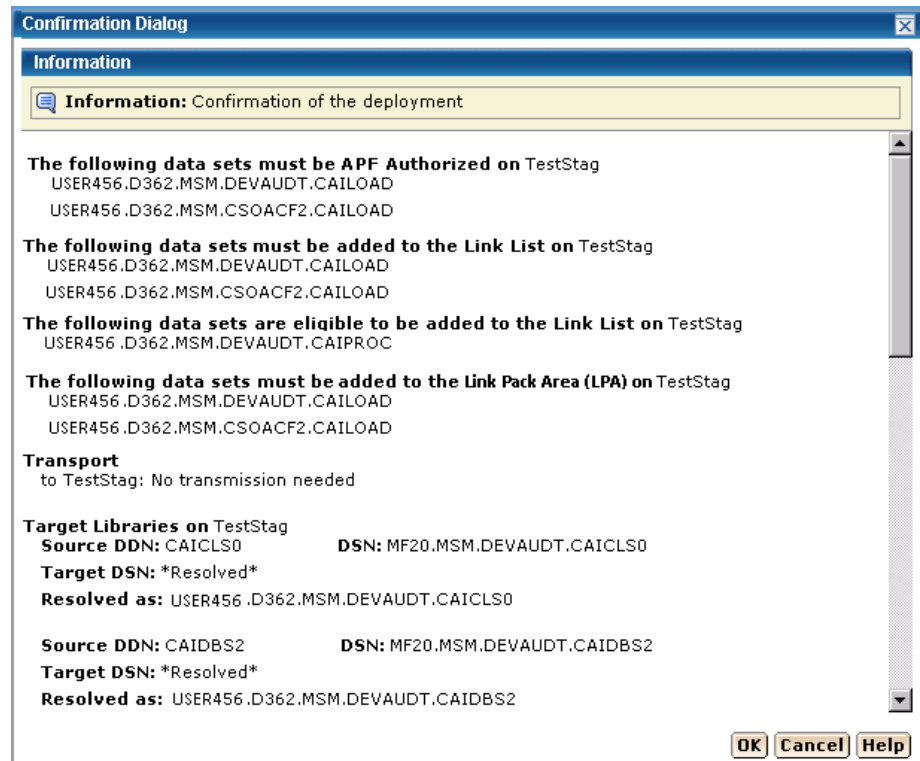 Confirmation Dialog
Information
Information: Confirmation of the deployment
The following data sets must be APF Authorized on TestStag
USER456.D362.MSM.DEVAUDT.CAILOAD
USER456.D362.MSM.CSOACF2.CAILOAD
The following data sets must be added to the Link List on TestStag
USER456.D362.MSM.DEVAUDT.CAILOAD
USER456.D362.MSM.CSOACF2.CAILOAD
The following data sets are eligible to be added to the Link List on TestStag
USER456 .D362.MSM.DEVAUDT.CAIPROC
The following data sets must be added to the Link Pack Area (LPA) on TestStag
USER456.D362.MSM.DEVAUDT.CAILOAD
USER456.D362.MSM.CSOACF2.CAILOAD
Transport
to TestStag: No transmission needed
Target Libraries on TestStag
Source DDN: CAICLS0 DSN: MF20.MSM.DEVAUDT.CAICLS0
Target DSN: *Resolved*
Resolved as: USER456 .D362.MSM.DEVAUDT.CAICLS0
Source DDN: CAIDBS2 DSN: MF20.MSM.DEVAUDT.CAIDBS2
Target DSN: *Resolved*
Resolved as: USER456.D362.MSM.DEVAUDT.CAIDBS2
OK Cancel Help